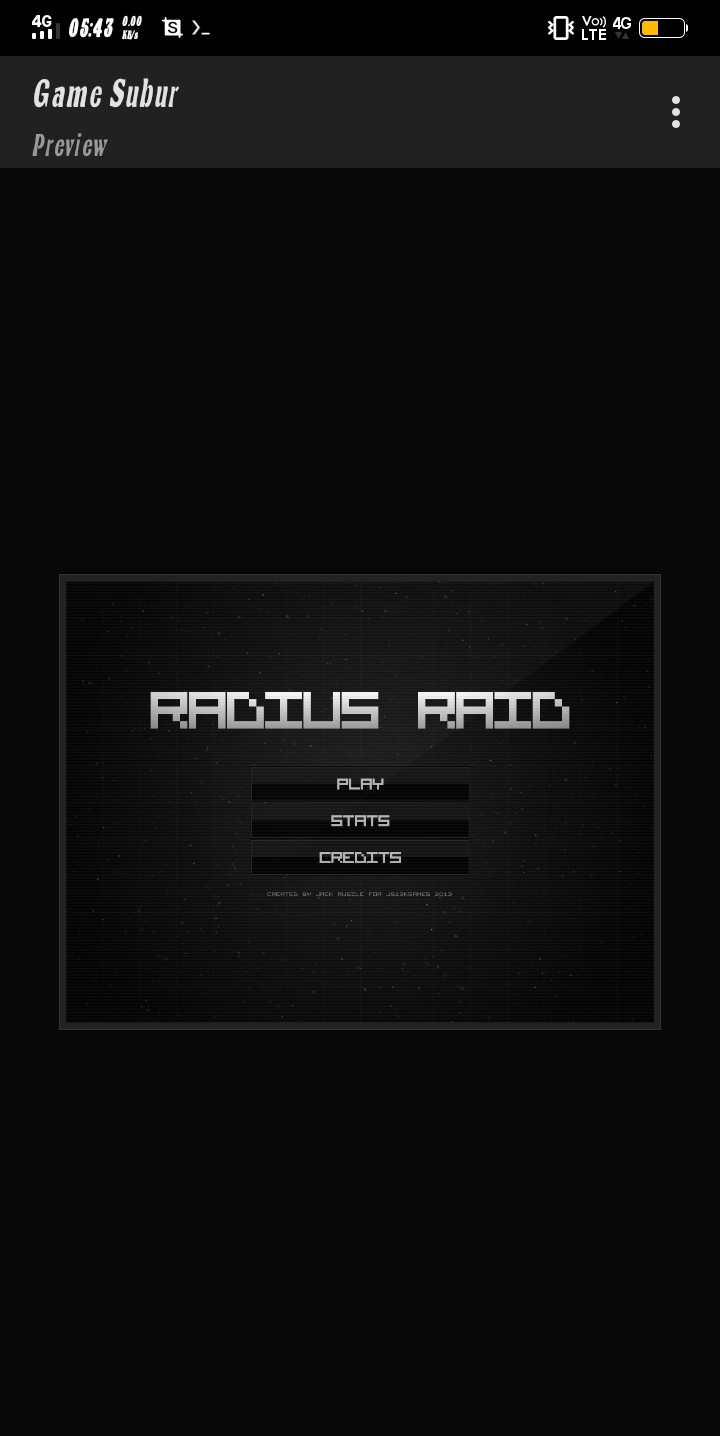 4G 05:43 0.00 KB/s S Vo)) LTE 4G
Game Subur
Preview
RADIUS RAID
PLAY
STATS
CREDITS
CREATED BY JACK RUGILE FOR JS13KGAMES 2013